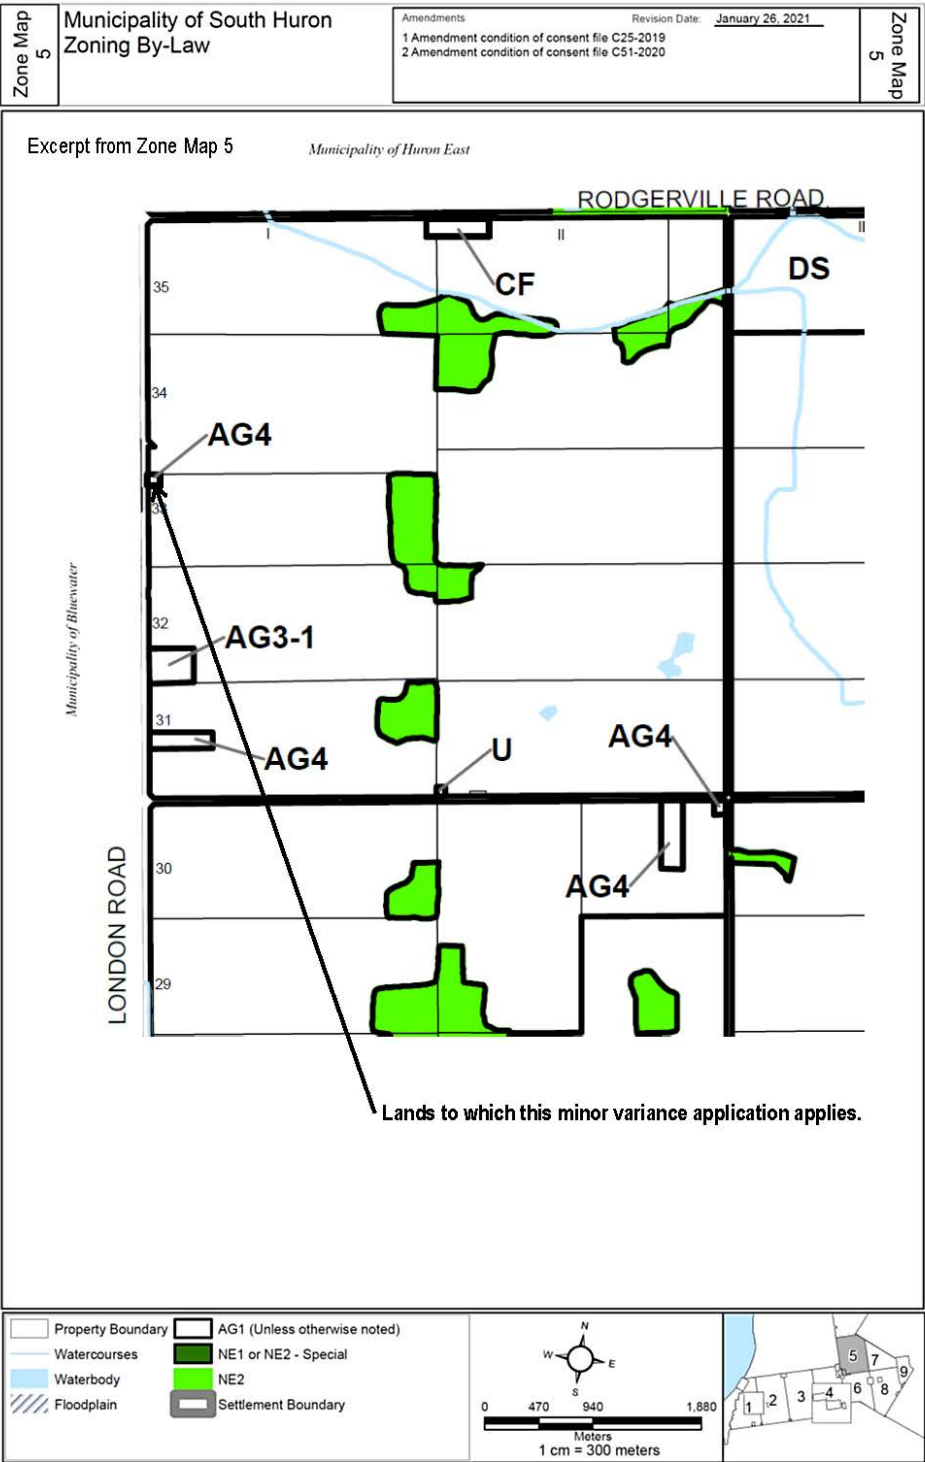 Zone Map
5
Municipality of South Huron
Zoning By-Law
Amendments
Revision Date: January 26, 2021
1 Amendment condition of consent file C25-2019
2 Amendment condition of consent file C51-2020
Zone Map
5
Excerpt from Zone Map 5
Municipality of Huron East
RODGERVILLE ROAD
I
II
II
CF
DS
35
34
AG4
33
Municipality of Bluewater
32
AG3-1
31
AG4
U
AG4
30
AG4
LONDON ROAD
29
Lands to which this minor variance application applies.
Property Boundary
Watercourses
Waterbody
Floodplain
AG1 (Unless otherwise noted)
NE1 or NE2 - Special
NE2
Settlement Boundary
N
W
E
S
0 470 940 1,880
Meters
1 cm = 300 meters
5
7
9
1
2
3
4
6
8